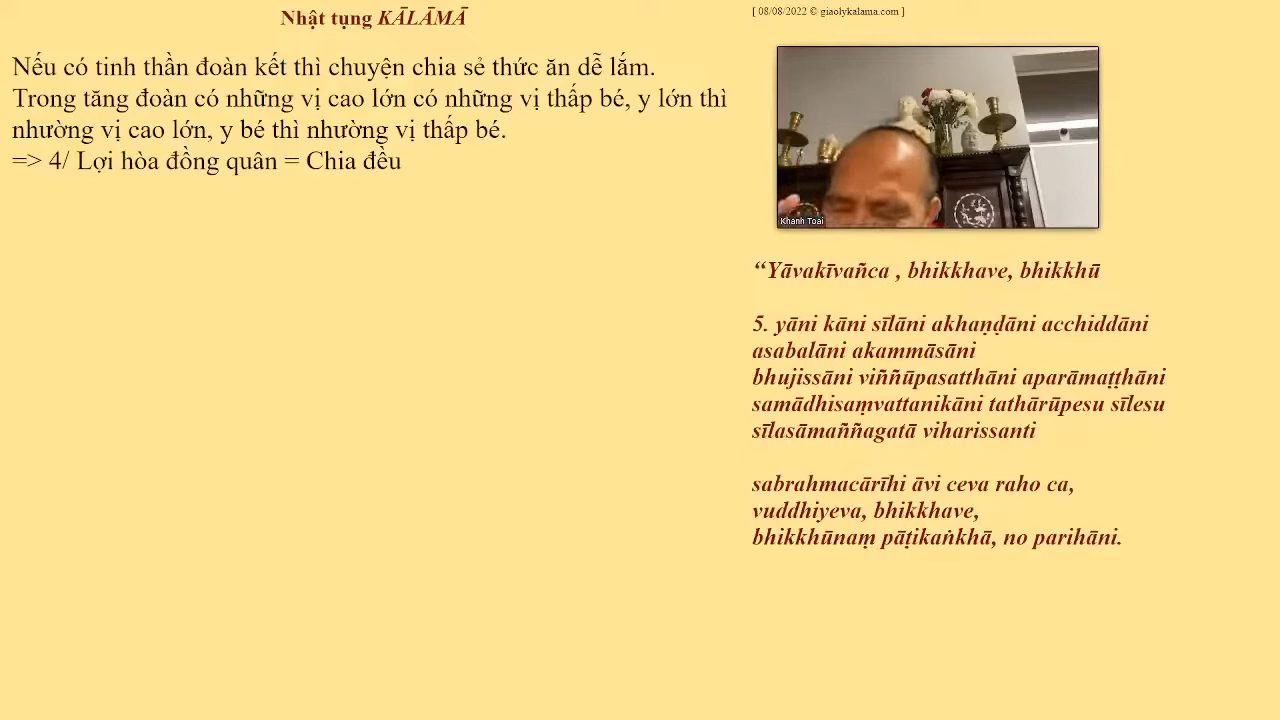 Nhật tụng KĀLĀMĀ
[ 08/08/2022 © giaolykalama.com ]
Nếu có tinh thần đoàn kết thì chuyện chia sẻ thức ăn dễ lắm.
Trong tăng đoàn có những vị cao lớn có những vị thấp bé, y lớn thì
nhường vị cao lớn, y bé thì nhường vị thấp bé.
=> 4/ Lợi hòa đồng quân = Chia đều
Khanh Toai
“Yāvakīvañca , bhikkhave, bhikkhū
5. yāni kāni sīlāni akhaṇḍāni acchiddāni
asabalāni akammāsāni
bhujissāni viññūpasatthāni aparāmaṭṭhāni
samādhisaṃvattanikāni tathārūpesu sīlesu
sīlasāmaññagatā viharissanti
sabrahmacārīhi āvi ceva raho ca,
vuddhiyeva, bhikkhave,
bhikkhūnaṃ pāṭikaṅkhā, no parihāni.